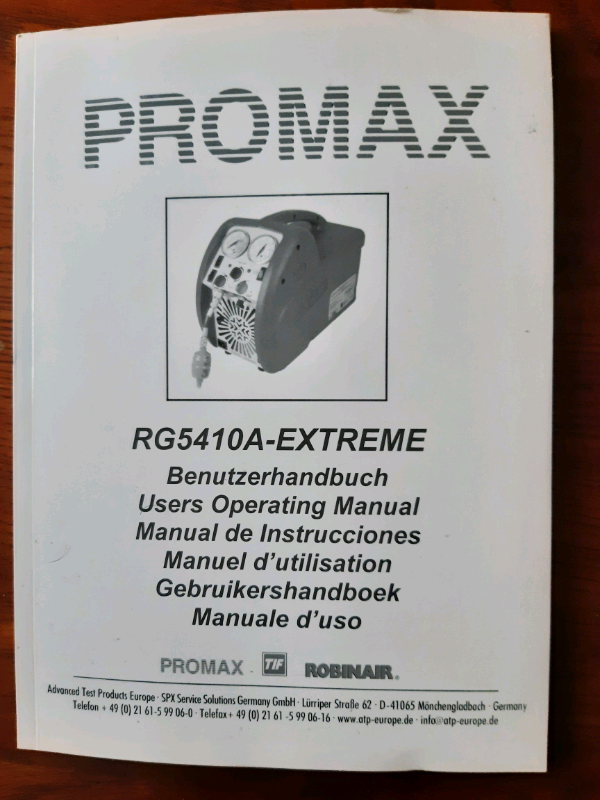 PROMAX
RG5410A-EXTREME
Benutzerhandbuch
Users Operating Manual
Manual de Instrucciones
Manuel d'utilisation
Gebruikershandboek
Manuale d'uso
PROMAX TIF ROBINAIR®
Advanced Test Products Europe · SPX Service Solutions Germany GmbH · Lürriper Straße 62 · D-41065 Mönchengladbach · Germany
Telefon + 49 (0) 21 61-5 99 06-0 · Telefax+ 49 (0) 21 61 -5 99 06-16 · www.atp-europe.de · info@atp-europe.de